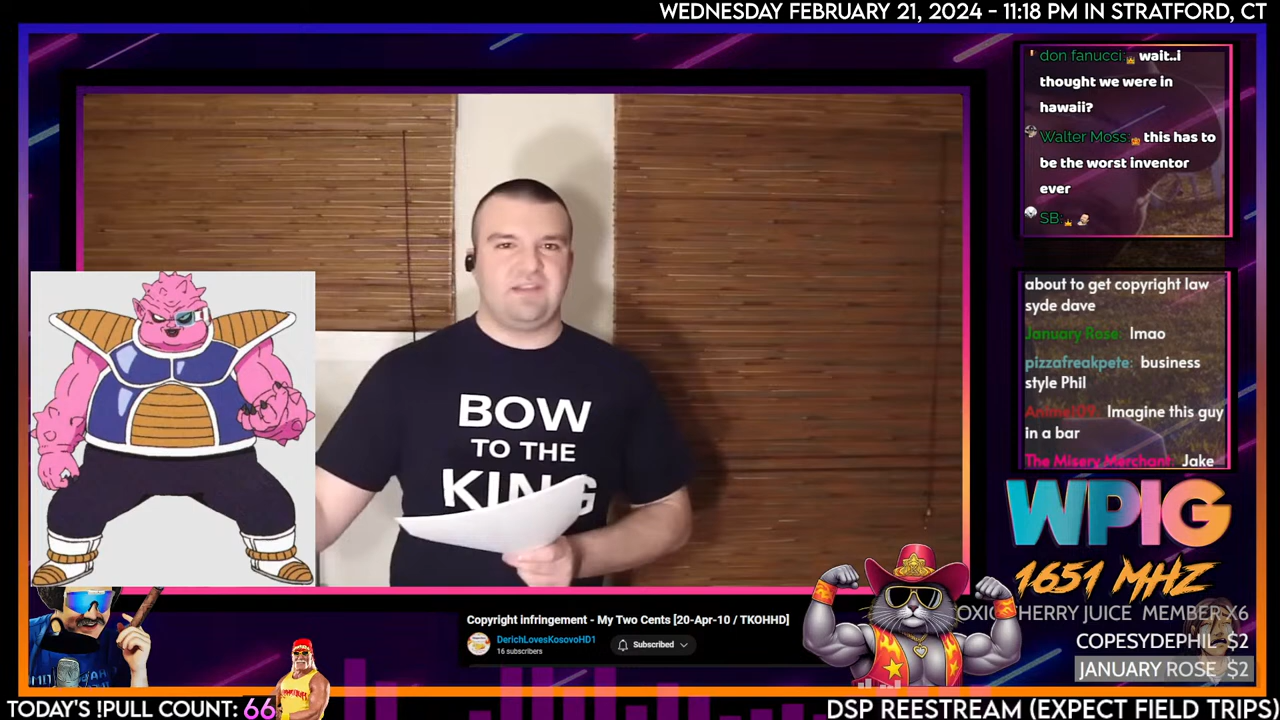 WEDNESDAY FEBRUARY 21, 2024 - 11:18 PM IN STRATFORD, CT
don fanucci: wait..i
thought we were in
hawaii?
Walter Moss: this has to
be the worst inventor
ever
SB:
about to get copyright law
syde dave
January Rose: lmao
pizzafreakpete: business
style Phil
Anime109: Imagine this guy
in a bar
The Misery Merchant: Jake
BOW
TO THE
KING
WPIG
1651 MHZ
OXIC CHERRY JUICE MEMBER X6
COPESYDEPHIL $2
JANUARY ROSE $2
Copyright infringement - My Two Cents [20-Apr-10 / TKOHHD]
DerichLovesKosovoHD1
16 subscribers
Subscribed
TODAY'S !PULL COUNT: 66
DSP REESTREAM (EXPECT FIELD TRIPS)